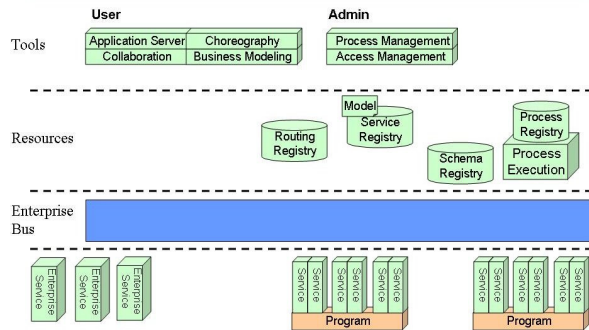 User
Admin
Tools
Application Server
Choreography
Process Management
Collaboration
Business Modeling
Access Management
Resources
Model
Service
Registry
Routing
Registry
Schema
Registry
Process
Registry
Process
Execution
Enterprise
Bus
Enterprise
Service
Enterprise
Service
Enterprise
Service
Service
Service
Service
Service
Service
Service
Program
Service
Service
Service
Service
Service
Service
Program